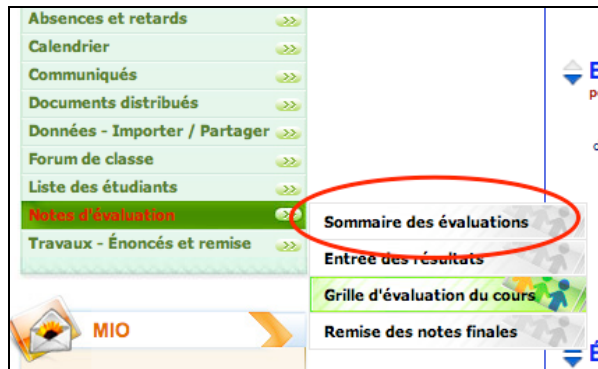 Absences et retards
Calendrier
Communiqués
Documents distribués
Données - Importer / Partager
Forum de classe
Liste des étudiants
Notes d'évaluation
Travaux - Énoncés et remise
Sommaire des évaluations
Entrée des résultats
Grille d'évaluation du cours
Remise des notes finales
MIO